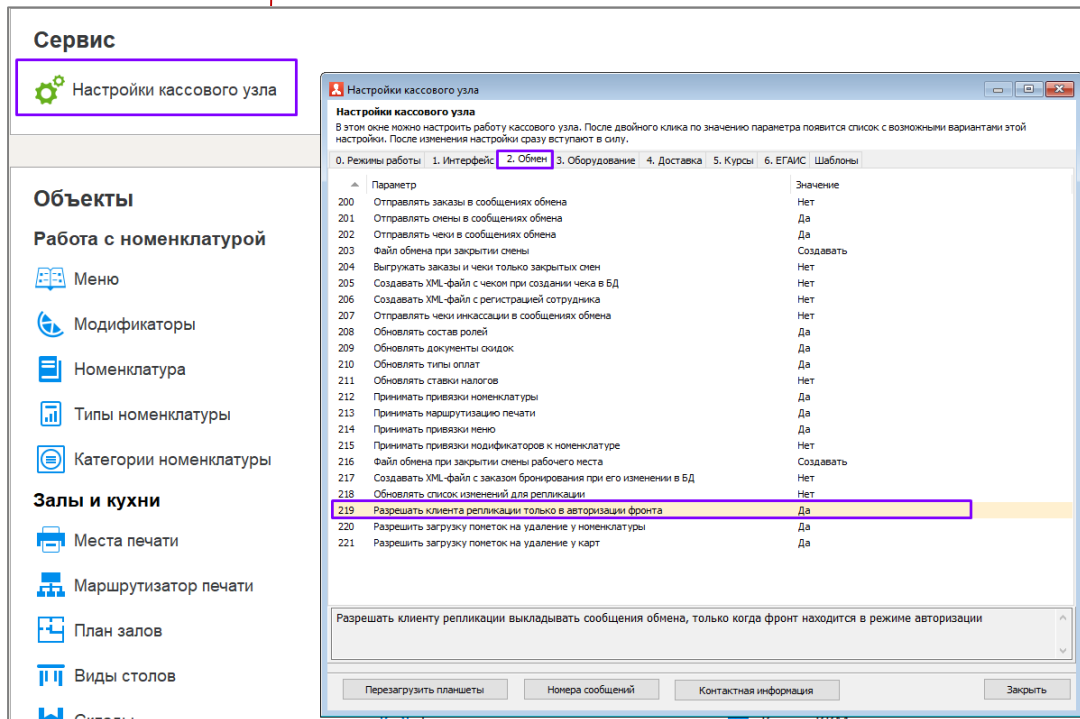 Сервис
Настройки кассового узла
Объекты
Работа с номенклатурой
Меню
Модификаторы
Номенклатура
Типы номенклатуры
Категории номенклатуры
Залы и кухни
Места печати
Маршрутизатор печати
План залов
Виды столов
Настройки кассового узла
Настройки кассового узла
В этом окне можно настроить работу кассового узла. После двойного клика по значению параметра появится список с возможными вариантами этой
настройки. После изменения настройки сразу вступают в силу.
0. Режимы работы 1. Интерфейс 2. Обмен 3. Оборудование 4. Доставка 5. Курсы 6. ЕГАИС Шаблоны
Параметр Значение
200 Отправлять заказы в сообщениях обмена Нет
201 Отправлять смены в сообщениях обмена Да
202 Отправлять чеки в сообщениях обмена Да
203 Файл обмена при закрытии смены Создавать
204 Выгружать заказы и чеки только закрытых смен Нет
205 Создавать XML-файл с чеком при создании чека в БД Нет
206 Создавать XML-файл с регистрацией сотрудника Нет
207 Отправлять чеки инкассации в сообщениях обмена Нет
208 Обновлять состав ролей Да
209 Обновлять документы скидок Да
210 Обновлять типы оплат Да
211 Обновлять ставки налогов Нет
212 Принимать привязки номенклатуры Да
213 Принимать маршрутизацию печати Да
214 Принимать привязки меню Да
215 Принимать привязки модификаторов к номенклатуре Нет
216 Файл обмена при закрытии смены рабочего места Создавать
217 Создавать XML-файл с заказом бронирования при его изменении в БД Нет
218 Обновлять список изменений для репликации Нет
219 Разрешать клиента репликации только в авторизации фронта Да
220 Разрешить загрузку пометок на удаление у номенклатуры Да
221 Разрешить загрузку пометок на удаление у карт Да
Разрешать клиенту репликации выкладывать сообщения обмена, только когда фронт находится в режиме авторизации
Перезагрузить планшеты Номера сообщений Контактная информация Закрыть